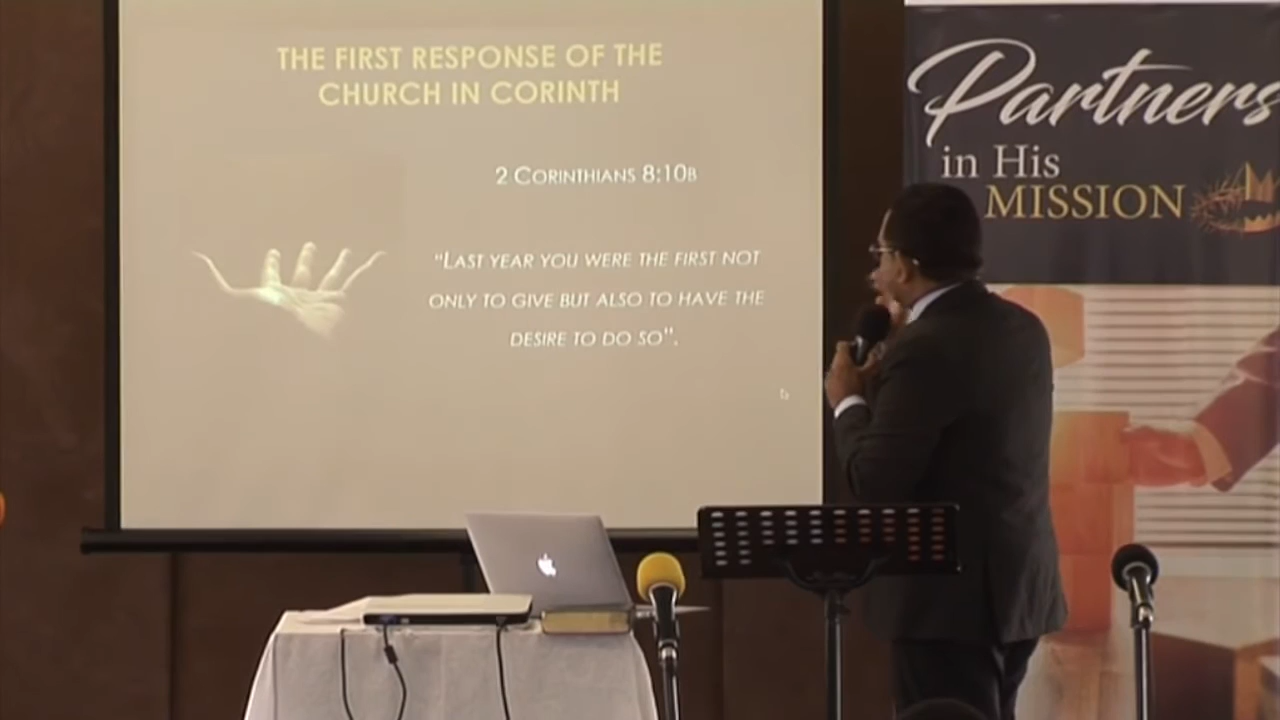 THE FIRST RESPONSE OF THE
CHURCH IN CORINTH
2 CORINTHIANS 8:10B
“LAST YEAR YOU WERE THE FIRST NOT
ONLY TO GIVE BUT ALSO TO HAVE THE
DESIRE TO DO SO”.
Partners
in His
MISSION